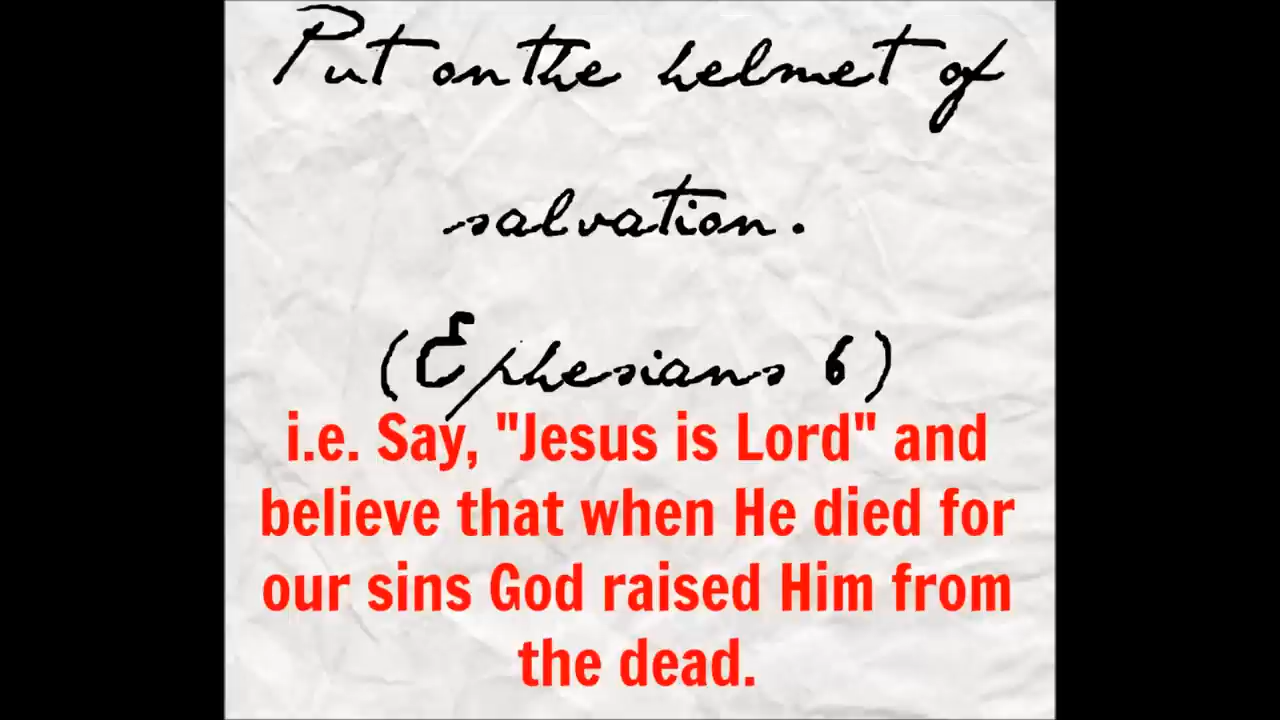 Put on the helmet of
salvation.
(Ephesians 6)
i.e. Say, "Jesus is Lord" and
believe that when He died for
our sins God raised Him from
the dead.